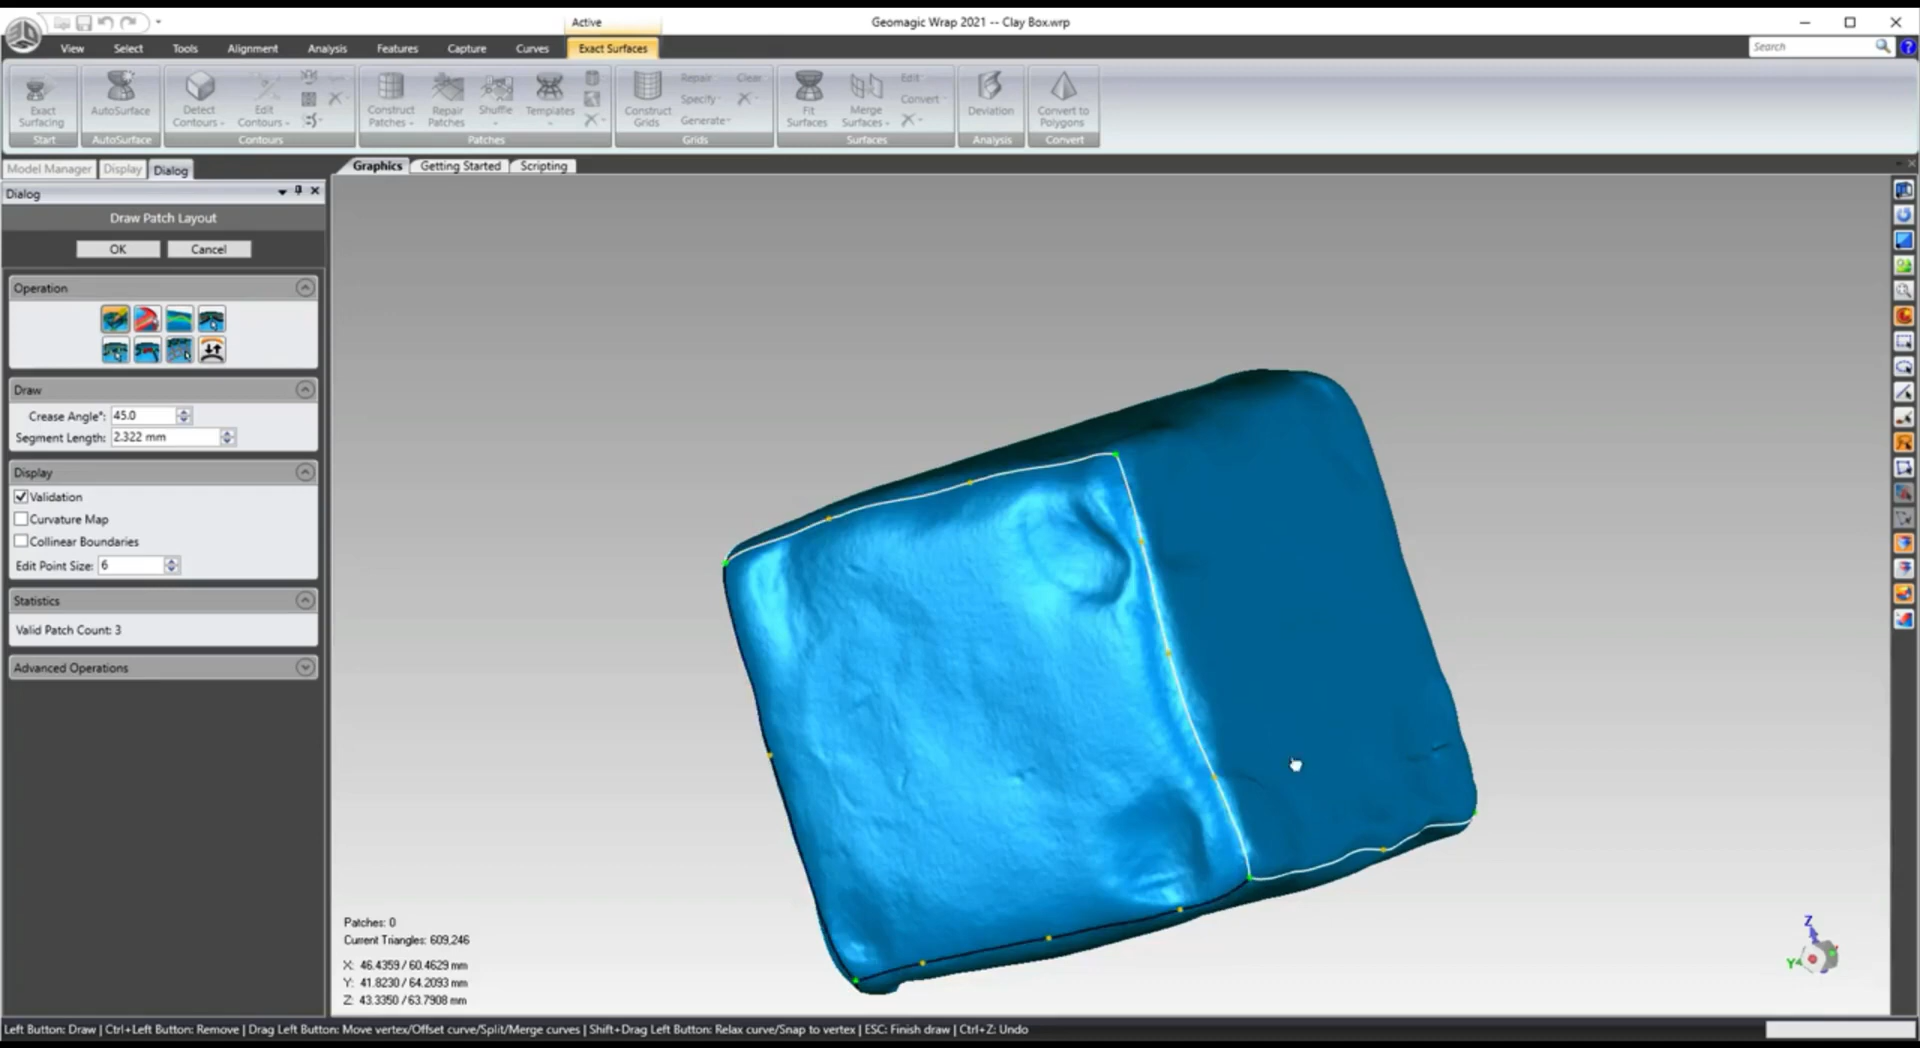 Active
Geomagic Wrap 2021 -- Clay Box.wrp
View Select Tools Alignment Analysis Features Capture Curves Exact Surfaces
Search
Exact Surfacing
Start
AutoSurface
AutoSurface
Detect Contours
Edit Contours
Contours
Construct Patches
Repair Patches
Shuffle
Templates
Patches
Construct Grids
Repair
Specify
Generate
Clear
Grids
Fit Surfaces
Merge Surfaces
Edit
Convert
Surfaces
Deviation
Analysis
Convert to Polygons
Convert
Model Manager Display Dialog
Graphics Getting Started Scripting
Dialog
Draw Patch Layout
OK Cancel
Operation
Draw
Crease Angle°: 45.0
Segment Length: 2.322 mm
Display
Validation
Curvature Map
Collinear Boundaries
Edit Point Size: 6
Statistics
Valid Patch Count: 3
Advanced Operations
Patches: 0
Current Triangles: 609,246
X: 46.4359 / 60.4629 mm
Y: 41.8230 / 64.2093 mm
Z: 43.3350 / 63.7908 mm
Z
Y
Left Button: Draw | Ctrl+Left Button: Remove | Drag Left Button: Move vertex/Offset curve/Split/Merge curves | Shift+Drag Left Button: Relax curve/Snap to vertex | ESC: Finish draw | Ctrl+Z: Undo